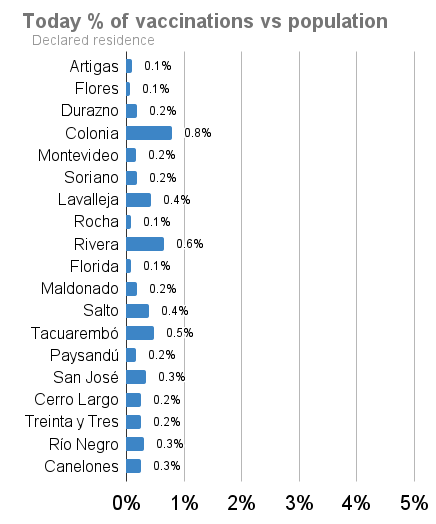 Today % of vaccinations vs population
Declared residence
Artigas 0.1%
Flores 0.1%
Durazno 0.2%
Colonia 0.8%
Montevideo 0.2%
Soriano 0.2%
Lavalleja 0.4%
Rocha 0.1%
Rivera 0.6%
Florida 0.1%
Maldonado 0.2%
Salto 0.4%
Tacuarembó 0.5%
Paysandú 0.2%
San José 0.3%
Cerro Largo 0.2%
Treinta y Tres 0.2%
Río Negro 0.3%
Canelones 0.3%
0% 1% 2% 3% 4% 5%